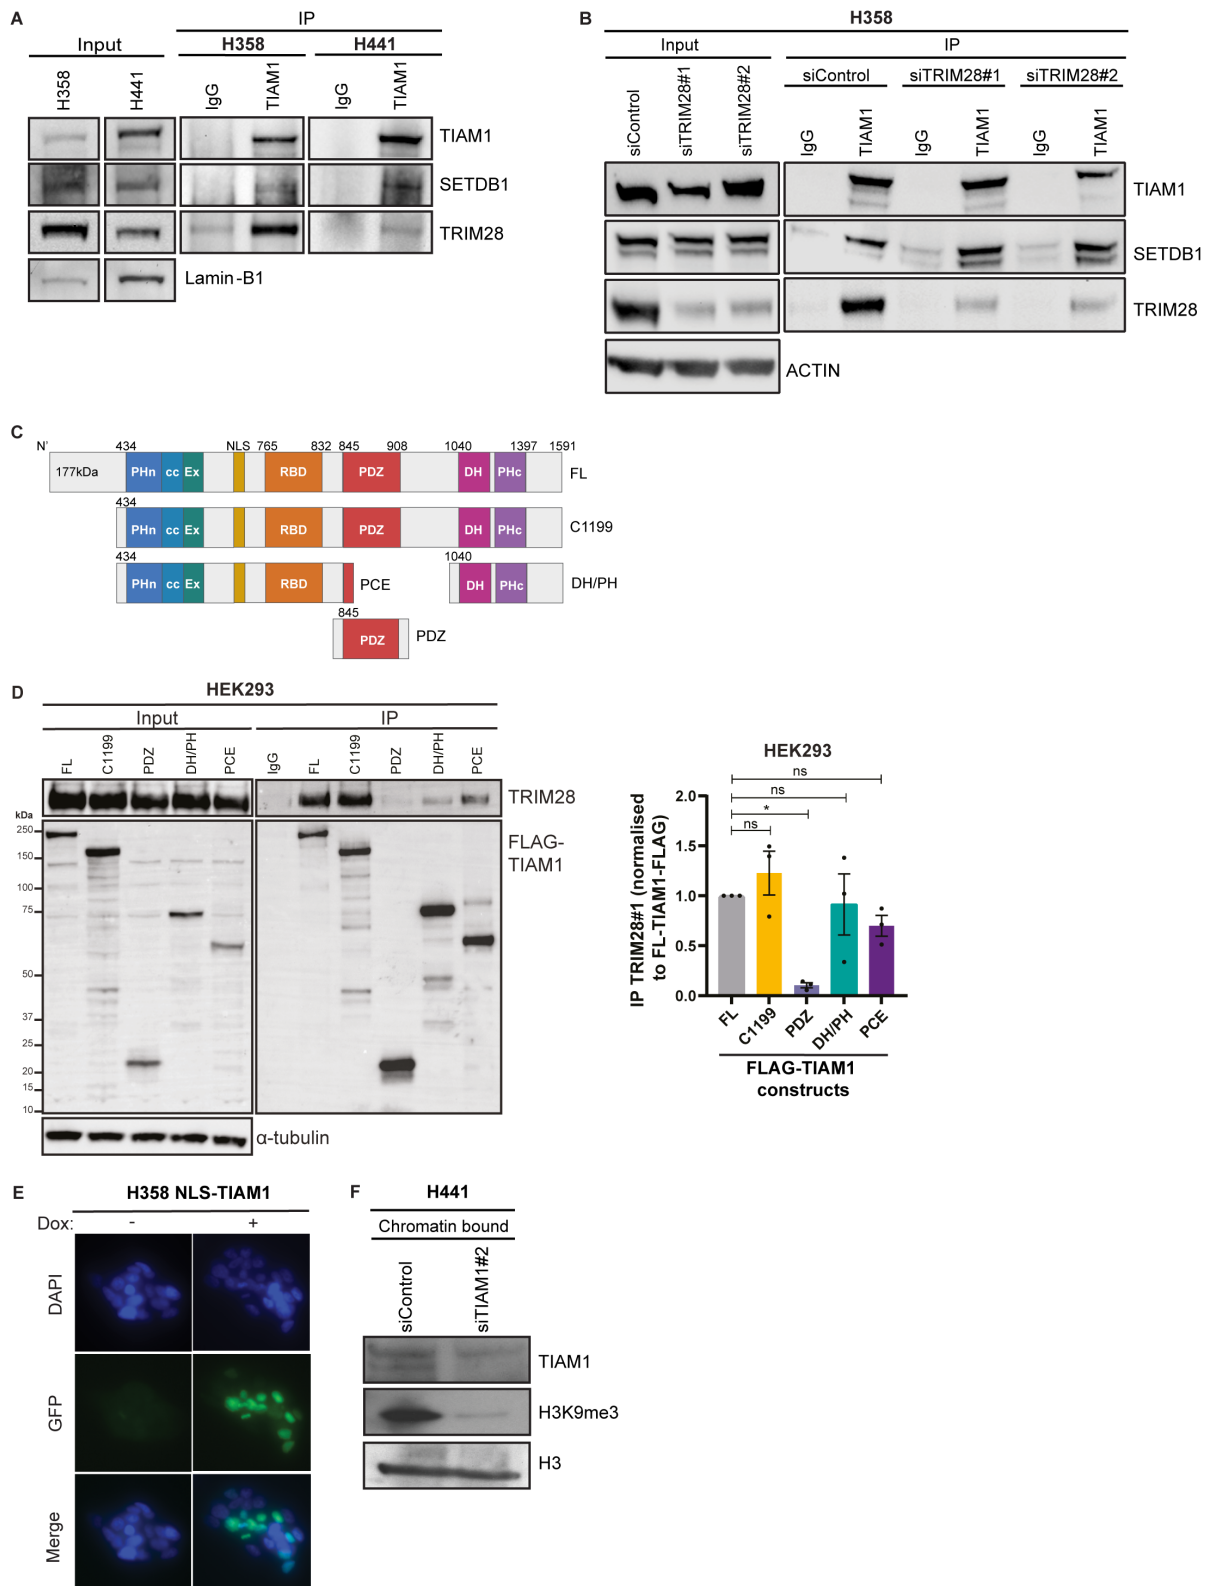 A
IP
Input
H358
H441
H358
H441
IgG
TIAM1
IgG
TIAM1
TIAM1
SETDB1
TRIM28
Lamin-B1
B
H358
Input
IP
siControl
siTRIM28#1
siTRIM28#2
siControl
siTRIM28#1
siTRIM28#2
IgG
TIAM1
IgG
TIAM1
IgG
TIAM1
TIAM1
SETDB1
TRIM28
ACTIN
C
N'
434
NLS
765
832
845
908
1040
1397
1591
177kDa
PHn
cc
Ex
RBD
PDZ
DH
PHc
FL
434
PHn
cc
Ex
RBD
PDZ
DH
PHc
C1199
434
1040
PHn
cc
Ex
RBD
PCE
DH
PHc
DH/PH
845
PDZ
PDZ
D
HEK293
Input
IP
FL
C1199
PDZ
DH/PH
PCE
IgG
FL
C1199
PDZ
DH/PH
PCE
TRIM28
FLAG-
TIAM1
kDa
250
150
100
75
50
37
25
20
15
10
α-tubulin
HEK293
ns
ns
*
ns
IP TRIM28#1 (normalised
to FL-TIAM1-FLAG)
2.0
1.5
1.0
0.5
0.0
FL
C1199
PDZ
DH/PH
PCE
FLAG-TIAM1
constructs
E
H358 NLS-TIAM1
Dox:
-
+
DAPI
GFP
Merge
F
H441
Chromatin bound
siControl
siTIAM1#2
TIAM1
H3K9me3
H3